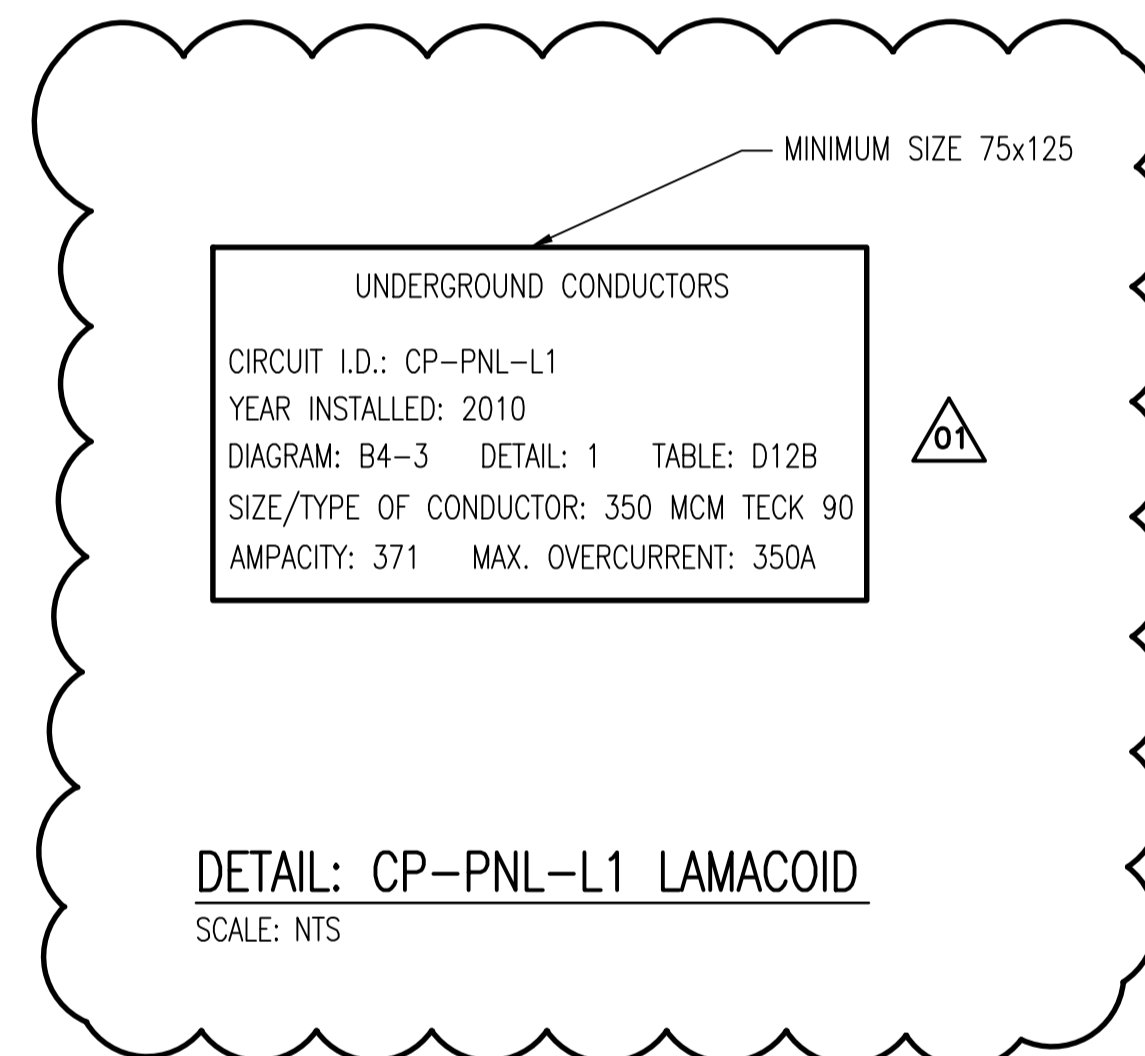 MINIMUM SIZE 75x125
UNDERGROUND CONDUCTORS
CIRCUIT I.D.: CP-PNL-L1
YEAR INSTALLED: 2010
DIAGRAM: B4-3 DETAIL: 1 TABLE: D12B
SIZE/TYPE OF CONDUCTOR: 350 MCM TECK 90
AMPACITY: 371 MAX. OVERCURRENT: 350A
01
DETAIL: CP-PNL-L1 LAMACOID
SCALE: NTS